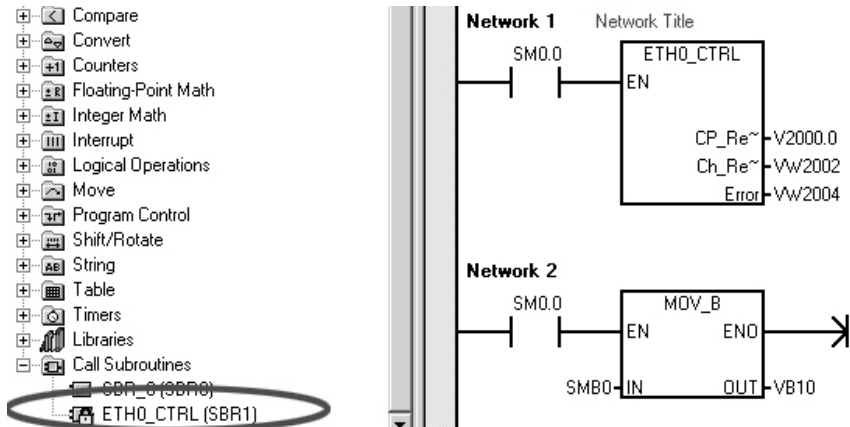 Compare
Convert
Counters
Floating-Point Math
Integer Math
Interrupt
Logical Operations
Move
Program Control
Shift/Rotate
String
Table
Timers
Libraries
Call Subroutines
SBR_0 (SBR0)
ETH0_CTRL (SBR1)
Network 1 Network Title
SM0.0 ETH0_CTRL
EN
CP_Re~ V2000.0
Ch_Re~ VW2002
Error VW2004
Network 2
SM0.0 MOV_B
EN ENO
SMB0 IN OUT VB10